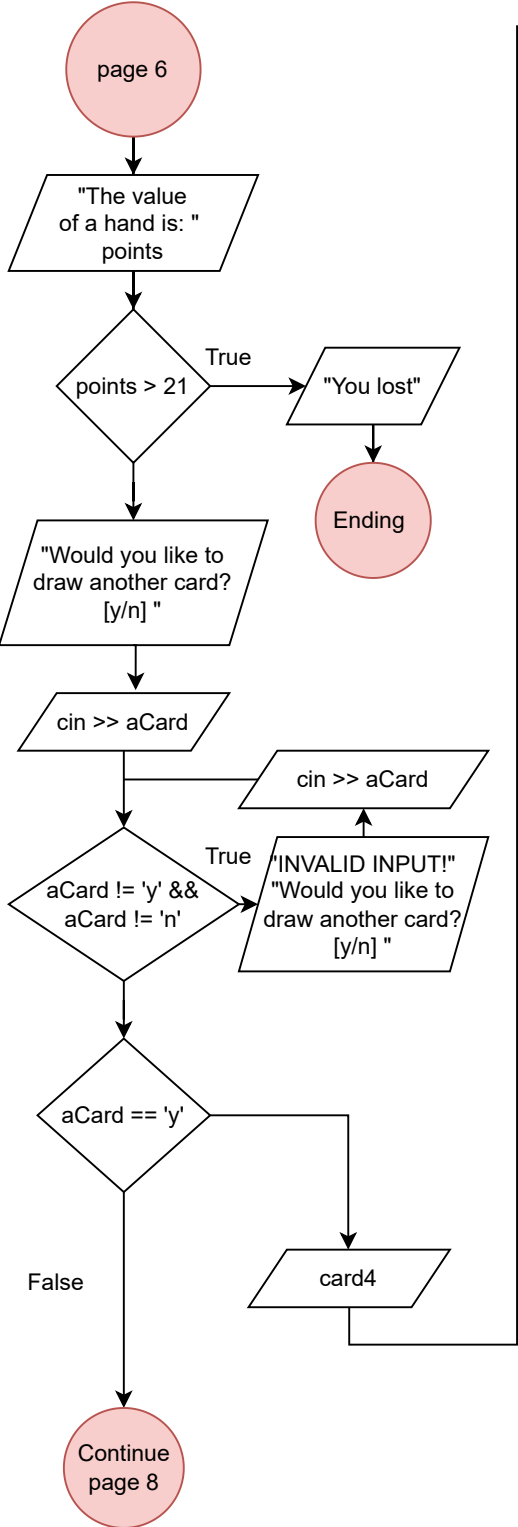 page 6
"The value
of a hand is: "
points
True
points > 21
"You lost"
Ending
"Would you like to
draw another card?
[y/n] "
cin >> aCard
cin >> aCard
True
"INVALID INPUT!"
"Would you like to
draw another card?
[y/n] "
aCard != 'y' &&
aCard != 'n'
aCard == 'y'
False
card4
Continue
page 8